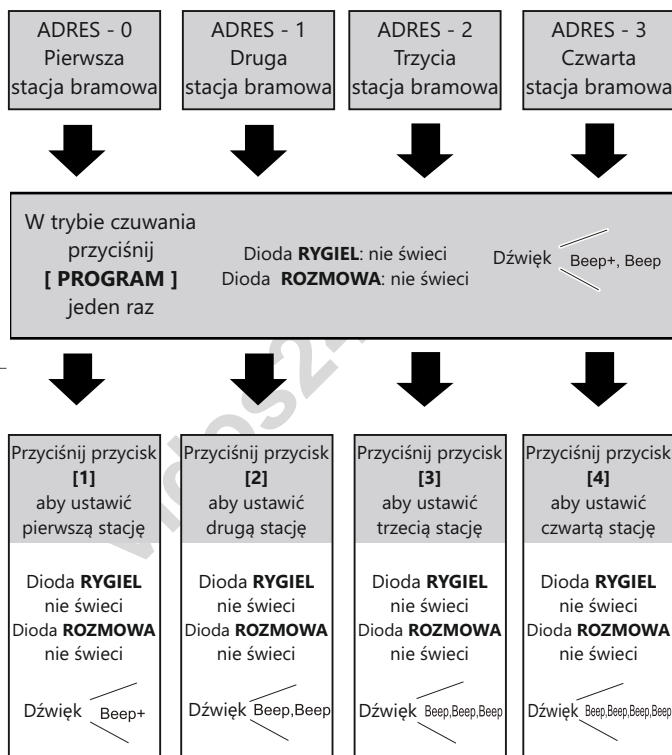 ADRES - 0
Pierwsza
stacja bramowa
ADRES - 1
Druga
stacja bramowa
ADRES - 2
Trzycia
stacja bramowa
ADRES - 3
Czwarta
stacja bramowa
W trybie czuwania
przyciśnij
[ PROGRAM ]
jeden raz
Dioda RYGIEL: nie świeci
Dioda ROZMOWA: nie świeci
Dźwięk
Beep+, Beep
Przyciśnij przycisk
[1]
aby ustawić
pierwszą stację
Dioda RYGIEL
nie świeci
Dioda ROZMOWA
nie świeci
Dźwięk Beep+
Przyciśnij przycisk
[2]
aby ustawić
drugą stację
Dioda RYGIEL
nie świeci
Dioda ROZMOWA
nie świeci
Dźwięk Beep,Beep
Przyciśnij przycisk
[3]
aby ustawić
trzecią stację
Dioda RYGIEL
nie świeci
Dioda ROZMOWA
nie świeci
Dźwięk Beep,Beep,Beep
Przyciśnij przycisk
[4]
aby ustawić
czwartą stację
Dioda RYGIEL
nie świeci
Dioda ROZMOWA
nie świeci
Dźwięk Beep,Beep,Beep,Beep